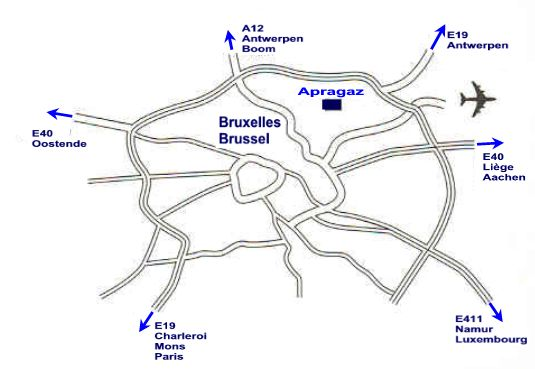 A12
Antwerpen
Boom
E19
Antwerpen
Apragaz
Bruxelles
Brussel
E40
Oostende
E40
Liège
Aachen
E19
Charleroi
Mons
Paris
E411
Namur
Luxembourg